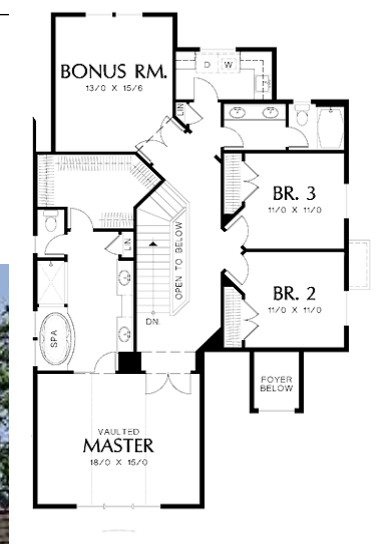 BONUS RM.
13/0 X 15/6
D W
LIN
BR. 3
11/0 X 11/0
LIN
OPEN TO BELOW
BR. 2
11/0 X 11/0
DN.
SPA
FOYER
BELOW
VAULTED
MASTER
18/0 X 15/0